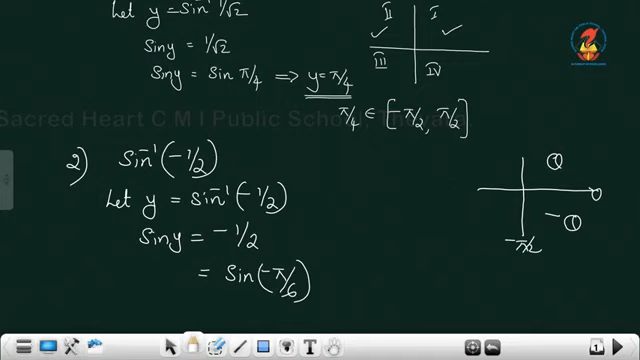 Let y = sin⁻¹ 1/√2
sin y = 1/√2
sin y = sin π/4 ⟹ y = π/4
II I
III IV
π/4 ∈ [-π/2, π/2]
Sacred Heart C M I Public School, Thevara
2) sin⁻¹(-1/2)
Let y = sin⁻¹(-1/2)
sin y = -1/2
= sin(-π/6)
-π/2
T
1